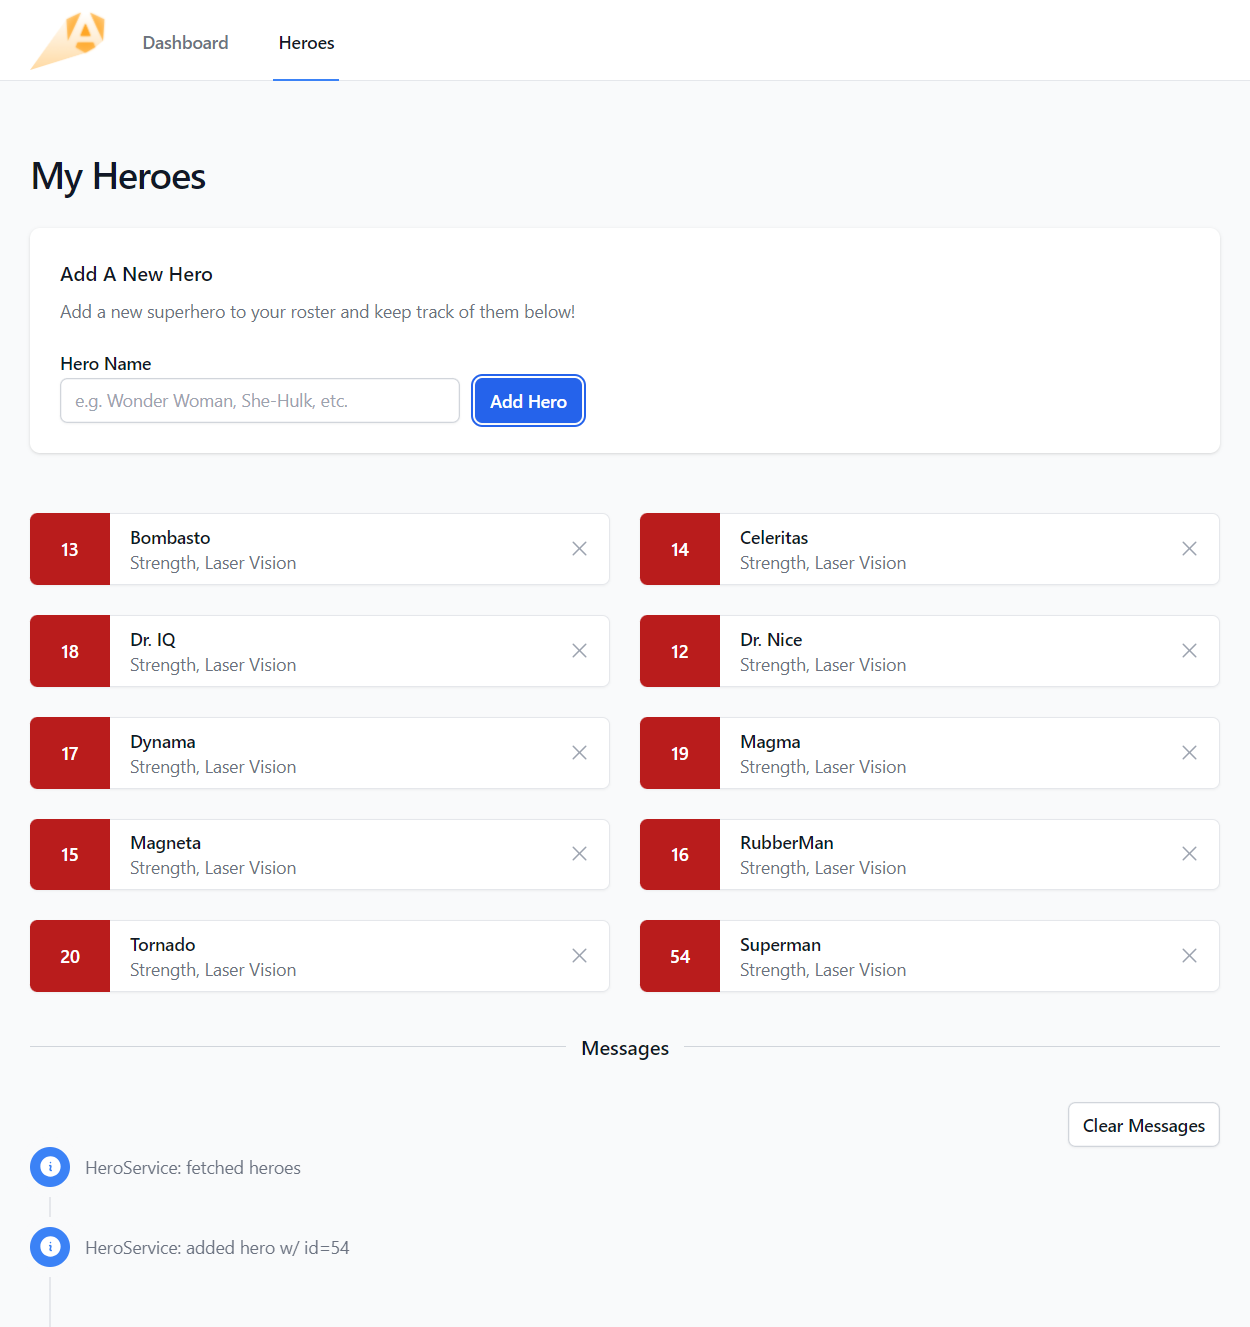 Dashboard
Heroes
My Heroes
Add A New Hero
Add a new superhero to your roster and keep track of them below!
Hero Name
e.g. Wonder Woman, She-Hulk, etc.
Add Hero
13
Bombasto
Strength, Laser Vision
14
Celeritas
Strength, Laser Vision
18
Dr. IQ
Strength, Laser Vision
12
Dr. Nice
Strength, Laser Vision
17
Dynama
Strength, Laser Vision
19
Magma
Strength, Laser Vision
15
Magneta
Strength, Laser Vision
16
RubberMan
Strength, Laser Vision
20
Tornado
Strength, Laser Vision
54
Superman
Strength, Laser Vision
Messages
Clear Messages
HeroService: fetched heroes
HeroService: added hero w/ id=54